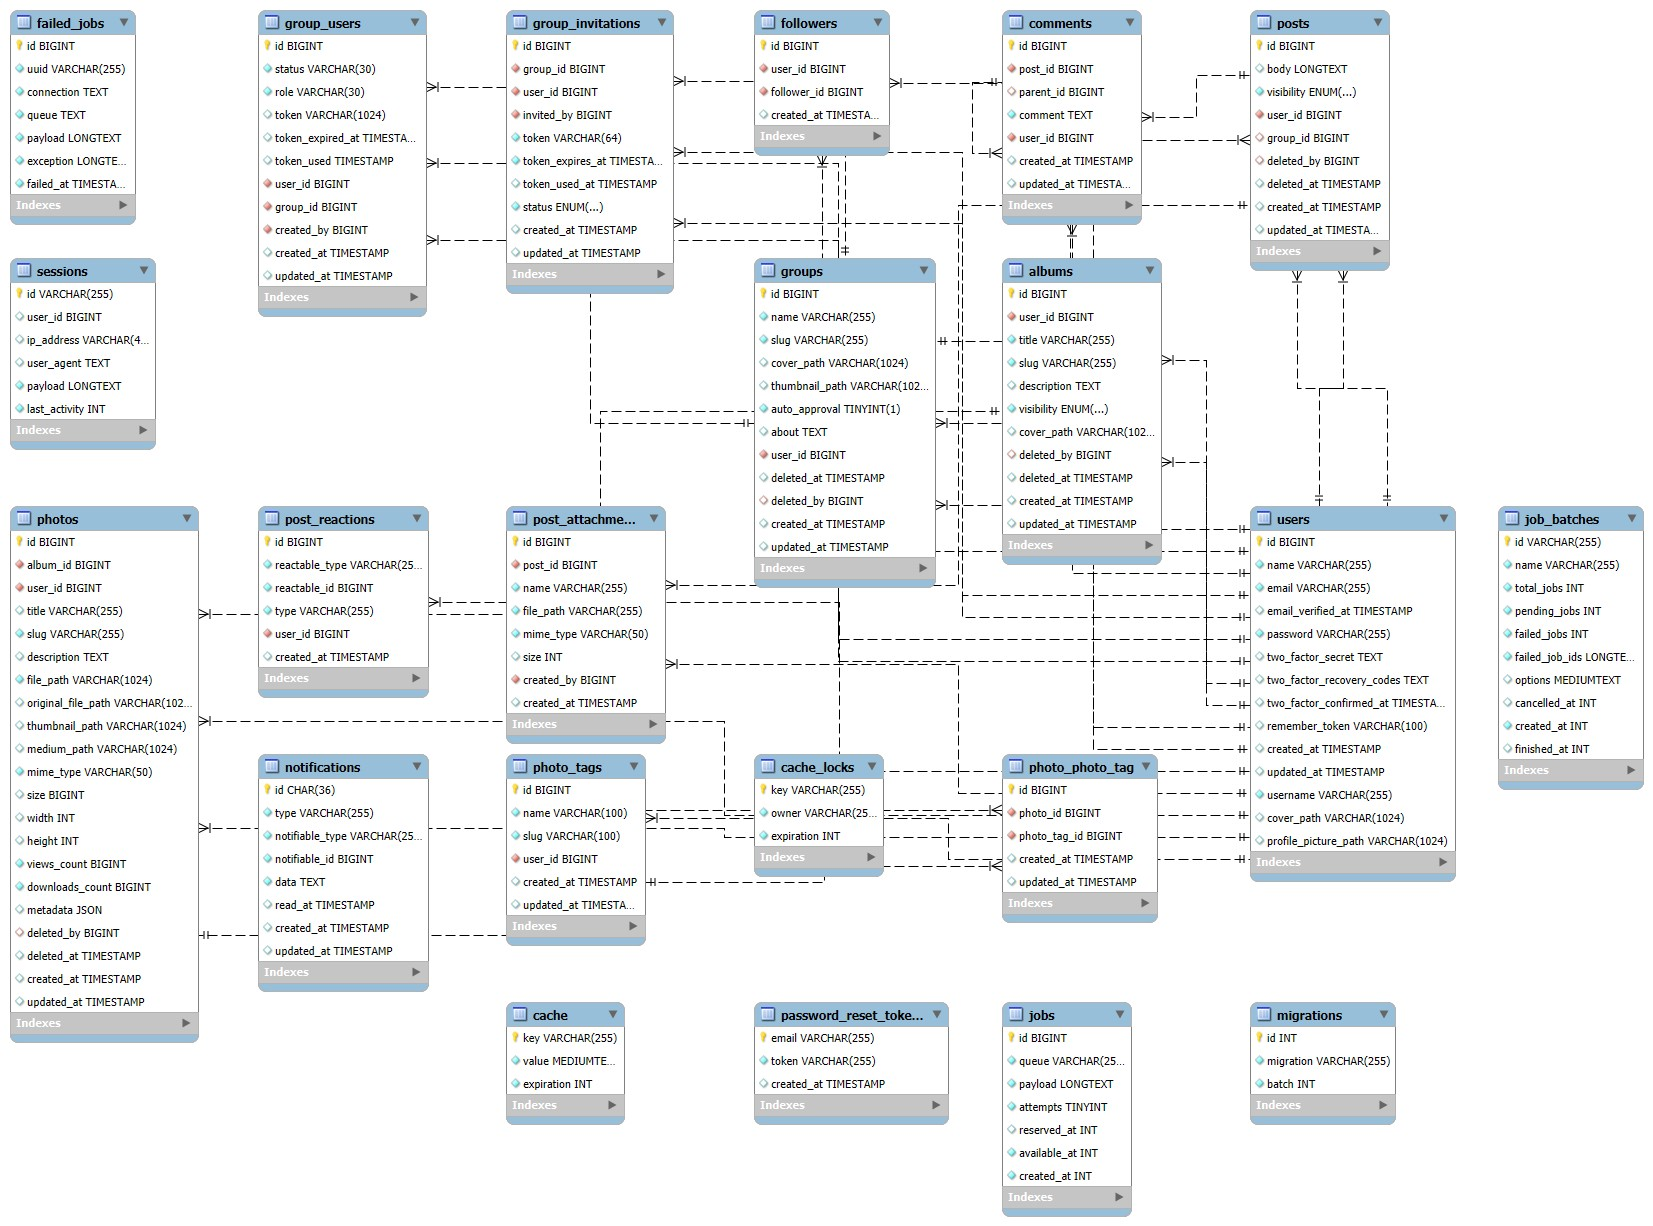 failed_jobs
id BIGINT
uuid VARCHAR(255)
connection TEXT
queue TEXT
payload LONGTEXT
exception LONGTE...
failed_at TIMESTA...
Indexes
group_users
id BIGINT
status VARCHAR(30)
role VARCHAR(30)
token VARCHAR(1024)
token_expired_at TIMESTA...
token_used TIMESTAMP
user_id BIGINT
group_id BIGINT
created_by BIGINT
created_at TIMESTAMP
updated_at TIMESTAMP
Indexes
group_invitations
id BIGINT
group_id BIGINT
user_id BIGINT
invited_by BIGINT
token VARCHAR(64)
token_expires_at TIMESTA...
token_used_at TIMESTAMP
status ENUM(...)
created_at TIMESTAMP
updated_at TIMESTAMP
Indexes
followers
id BIGINT
user_id BIGINT
follower_id BIGINT
created_at TIMESTA...
Indexes
comments
id BIGINT
post_id BIGINT
parent_id BIGINT
comment TEXT
user_id BIGINT
created_at TIMESTAMP
updated_at TIMESTA...
Indexes
posts
id BIGINT
body LONGTEXT
visibility ENUM(...)
user_id BIGINT
group_id BIGINT
deleted_by BIGINT
deleted_at TIMESTAMP
created_at TIMESTAMP
updated_at TIMESTA...
Indexes
sessions
id VARCHAR(255)
user_id BIGINT
ip_address VARCHAR(4...
user_agent TEXT
payload LONGTEXT
last_activity INT
Indexes
groups
id BIGINT
name VARCHAR(255)
slug VARCHAR(255)
cover_path VARCHAR(1024)
thumbnail_path VARCHAR(102...
auto_approval TINYINT(1)
about TEXT
user_id BIGINT
deleted_at TIMESTAMP
deleted_by BIGINT
created_at TIMESTAMP
updated_at TIMESTAMP
Indexes
albums
id BIGINT
user_id BIGINT
title VARCHAR(255)
slug VARCHAR(255)
description TEXT
visibility ENUM(...)
cover_path VARCHAR(102...
deleted_by BIGINT
deleted_at TIMESTAMP
created_at TIMESTAMP
updated_at TIMESTAMP
Indexes
photos
id BIGINT
album_id BIGINT
user_id BIGINT
title VARCHAR(255)
slug VARCHAR(255)
description TEXT
file_path VARCHAR(1024)
original_file_path VARCHAR(102...
thumbnail_path VARCHAR(1024)
medium_path VARCHAR(1024)
mime_type VARCHAR(50)
size BIGINT
width INT
height INT
views_count BIGINT
downloads_count BIGINT
metadata JSON
deleted_by BIGINT
deleted_at TIMESTAMP
created_at TIMESTAMP
updated_at TIMESTAMP
Indexes
post_reactions
id BIGINT
reactable_type VARCHAR(25...
reactable_id BIGINT
type VARCHAR(255)
user_id BIGINT
created_at TIMESTAMP
Indexes
post_attachme...
id BIGINT
post_id BIGINT
name VARCHAR(255)
file_path VARCHAR(255)
mime_type VARCHAR(50)
size INT
created_by BIGINT
created_at TIMESTAMP
Indexes
users
id BIGINT
name VARCHAR(255)
email VARCHAR(255)
email_verified_at TIMESTAMP
password VARCHAR(255)
two_factor_secret TEXT
two_factor_recovery_codes TEXT
two_factor_confirmed_at TIMESTA...
remember_token VARCHAR(100)
created_at TIMESTAMP
updated_at TIMESTAMP
username VARCHAR(255)
cover_path VARCHAR(1024)
profile_picture_path VARCHAR(1024)
Indexes
job_batches
id VARCHAR(255)
name VARCHAR(255)
total_jobs INT
pending_jobs INT
failed_jobs INT
failed_job_ids LONGTE...
options MEDIUMTEXT
cancelled_at INT
created_at INT
finished_at INT
Indexes
notifications
id CHAR(36)
type VARCHAR(255)
notifiable_type VARCHAR(25...
notifiable_id BIGINT
data TEXT
read_at TIMESTAMP
created_at TIMESTAMP
updated_at TIMESTAMP
Indexes
photo_tags
id BIGINT
name VARCHAR(100)
slug VARCHAR(100)
user_id BIGINT
created_at TIMESTAMP
updated_at TIMESTA...
Indexes
cache_locks
key VARCHAR(255)
owner VARCHAR(25...
expiration INT
Indexes
photo_photo_tag
id BIGINT
photo_id BIGINT
photo_tag_id BIGINT
created_at TIMESTAMP
updated_at TIMESTAMP
Indexes
cache
key VARCHAR(255)
value MEDIUMTE...
expiration INT
Indexes
password_reset_toke...
email VARCHAR(255)
token VARCHAR(255)
created_at TIMESTAMP
Indexes
jobs
id BIGINT
queue VARCHAR(25...
payload LONGTEXT
attempts TINYINT
reserved_at INT
available_at INT
created_at INT
Indexes
migrations
id INT
migration VARCHAR(255)
batch INT
Indexes